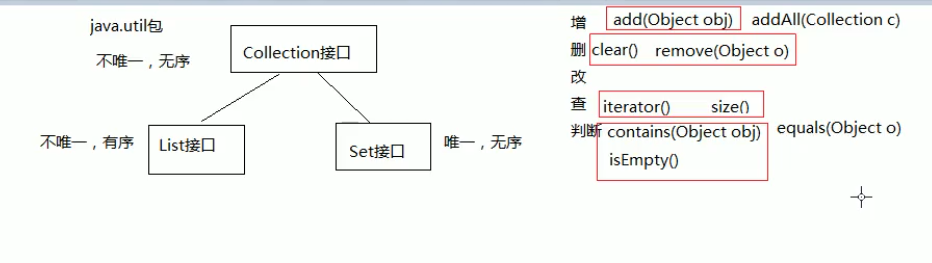 java.util包
不唯一，无序
Collection接口
不唯一，有序
List接口
Set接口
唯一，无序
增 add(Object obj) addAll(Collection c)
删 clear() remove(Object o)
改
查 iterator() size()
判断 contains(Object obj) equals(Object o)
isEmpty()